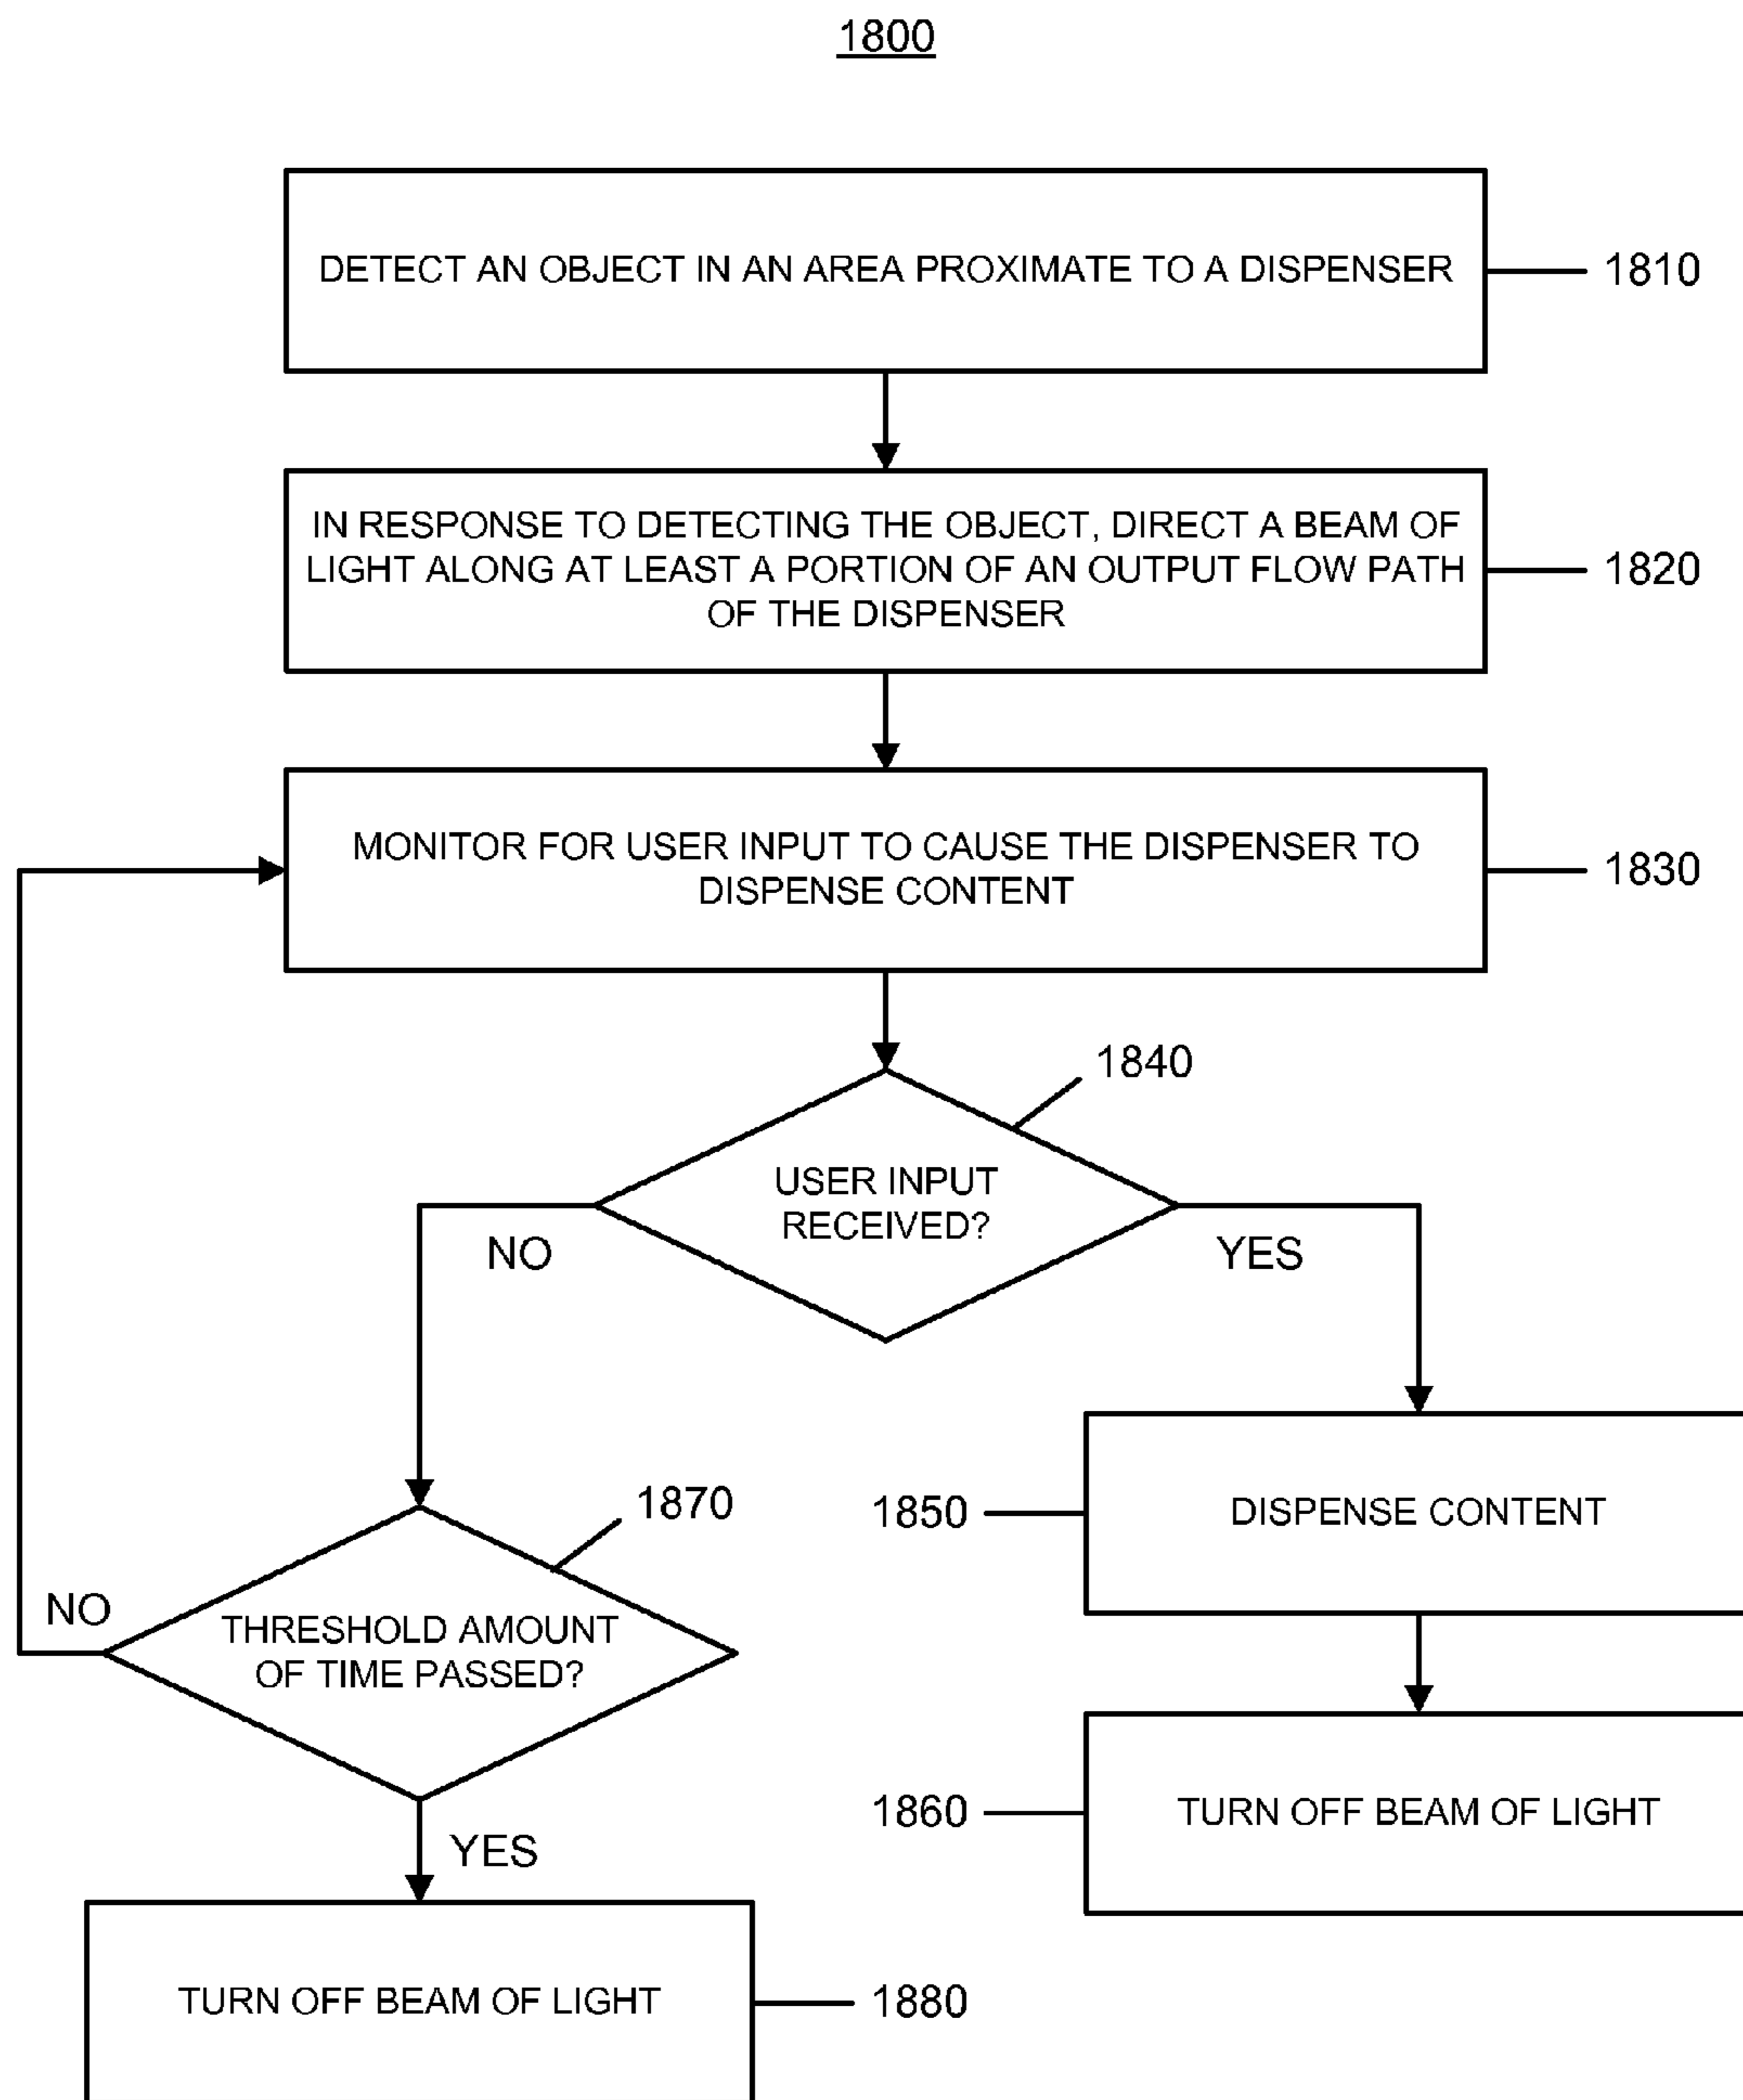 1800
DETECT AN OBJECT IN AN AREA PROXIMATE TO A DISPENSER
1810
IN RESPONSE TO DETECTING THE OBJECT, DIRECT A BEAM OF
LIGHT ALONG AT LEAST A PORTION OF AN OUTPUT FLOW PATH
OF THE DISPENSER
1820
MONITOR FOR USER INPUT TO CAUSE THE DISPENSER TO
DISPENSE CONTENT
1830
1840
USER INPUT
RECEIVED?
NO
YES
1870
1850
DISPENSE CONTENT
NO
THRESHOLD AMOUNT
OF TIME PASSED?
1860
TURN OFF BEAM OF LIGHT
YES
TURN OFF BEAM OF LIGHT
1880